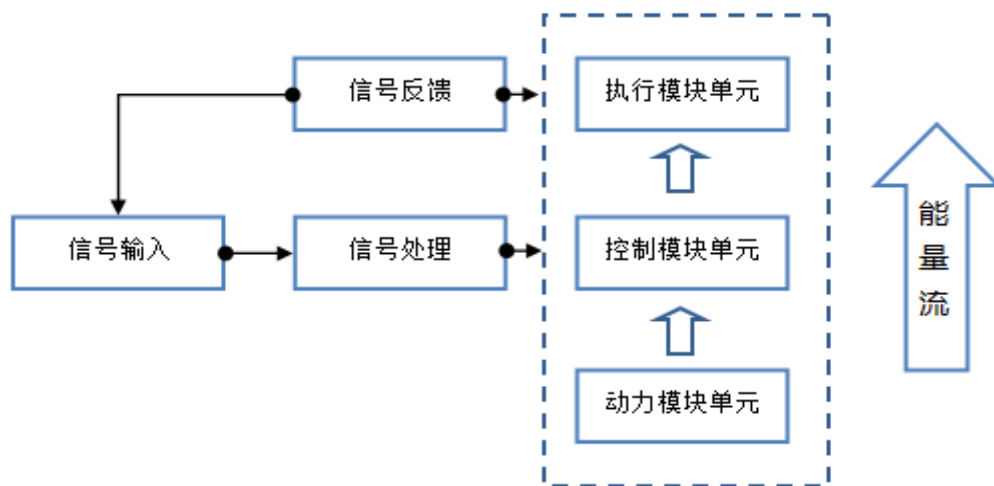 信号反馈
执行模块单元
信号输入
信号处理
控制模块单元
动力模块单元
能
量
流